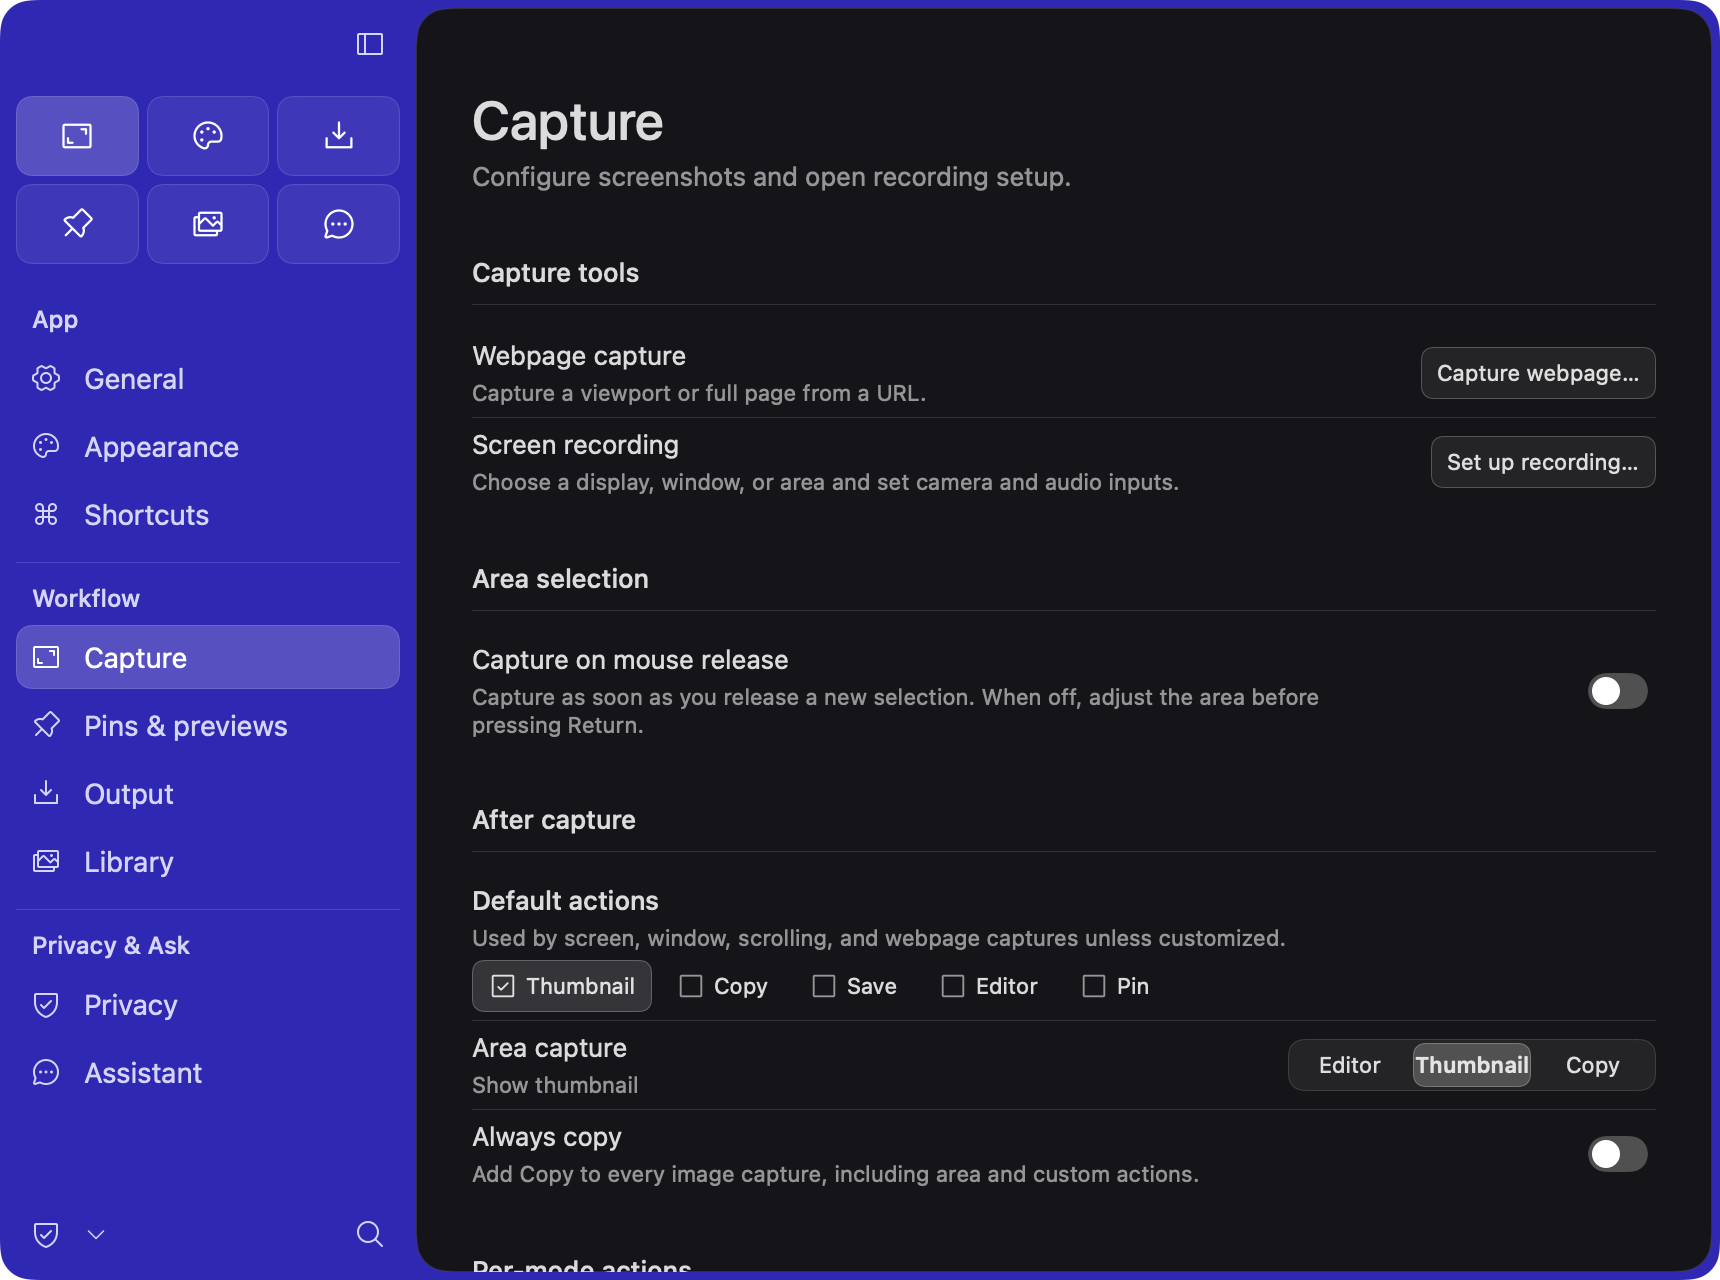 App
General
Appearance
Shortcuts
Workflow
Capture
Pins & previews
Output
Library
Privacy & Ask
Privacy
Assistant
Capture
Configure screenshots and open recording setup.
Capture tools
Webpage capture
Capture a viewport or full page from a URL.
Capture webpage...
Screen recording
Choose a display, window, or area and set camera and audio inputs.
Set up recording...
Area selection
Capture on mouse release
Capture as soon as you release a new selection. When off, adjust the area before
pressing Return.
After capture
Default actions
Used by screen, window, scrolling, and webpage captures unless customized.
Thumbnail Copy Save Editor Pin
Area capture
Show thumbnail
Editor Thumbnail Copy
Always copy
Add Copy to every image capture, including area and custom actions.
Per-mode actions